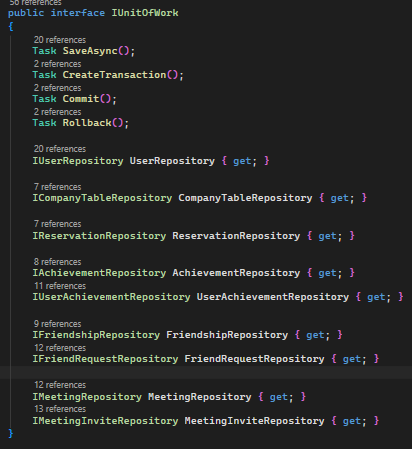 56 references
public interface IUnitOfWork
{
20 references
Task SaveAsync();
2 references
Task CreateTransaction();
2 references
Task Commit();
2 references
Task Rollback();
20 references
IUserRepository UserRepository { get; }
7 references
ICompanyTableRepository CompanyTableRepository { get; }
7 references
IReservationRepository ReservationRepository { get; }
8 references
IAchievementRepository AchievementRepository { get; }
11 references
IUserAchievementRepository UserAchievementRepository { get; }
9 references
IFriendshipRepository FriendshipRepository { get; }
12 references
IFriendRequestRepository FriendRequestRepository { get; }
12 references
IMeetingRepository MeetingRepository { get; }
13 references
IMeetingInviteRepository MeetingInviteRepository { get; }
}